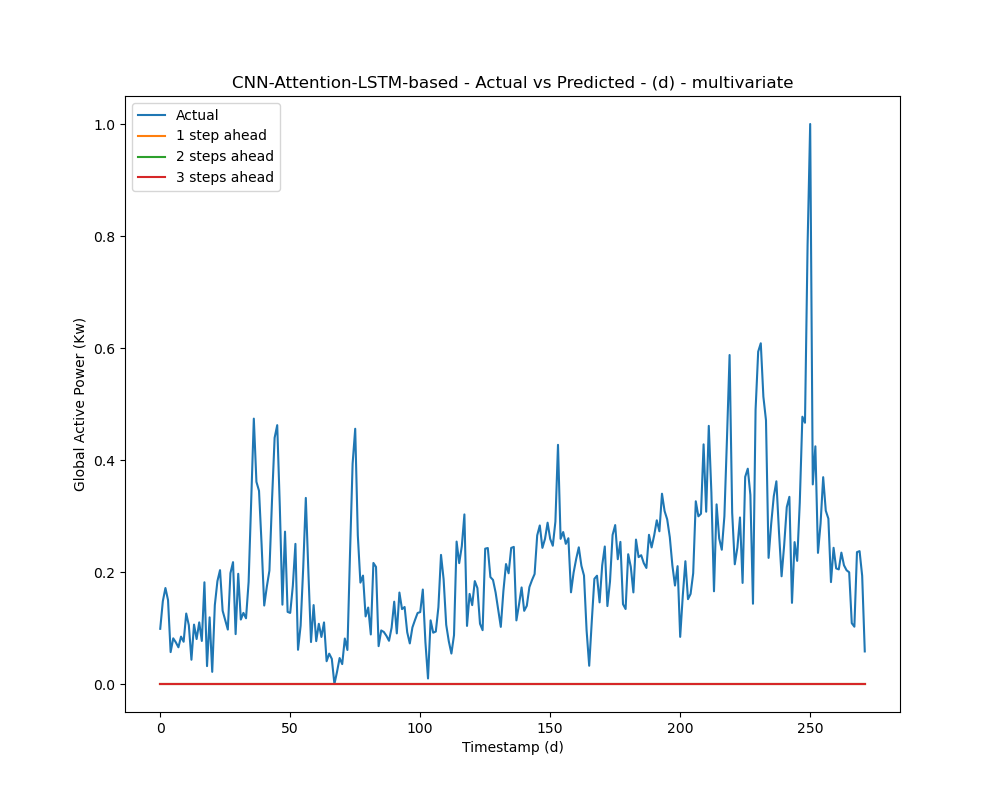 CNN-Attention-LSTM-based - Actual vs Predicted - (d) - multivariate
Actual
1 step ahead
2 steps ahead
3 steps ahead
1.0
0.8
0.6
0.4
0.2
0.0
Global Active Power (Kw)
0 50 100 150 200 250
Timestamp (d)